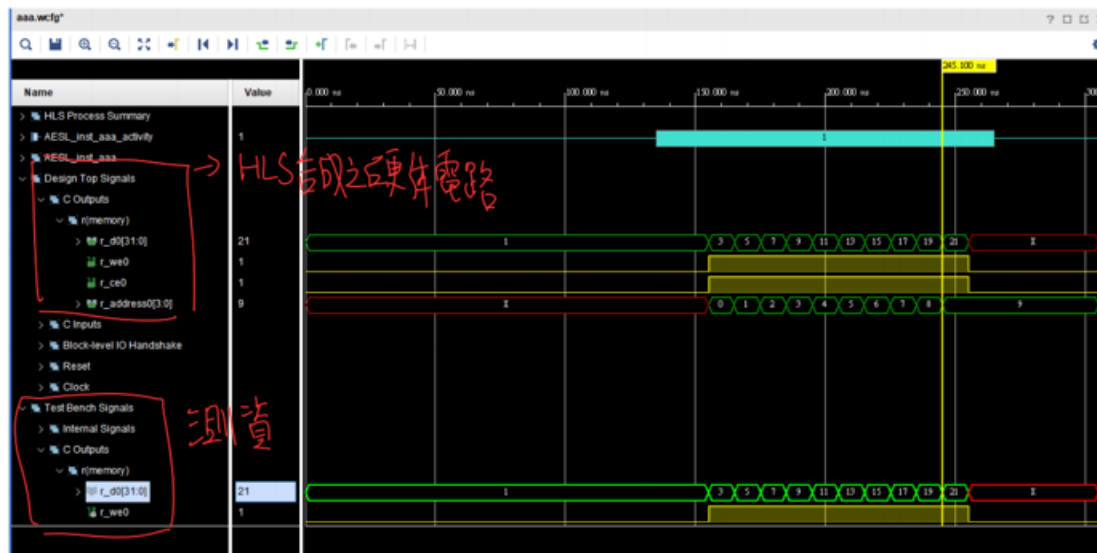 aaa.wcfg*
Name Value
245.100 ns
0.000 ns 50.000 ns 100.000 ns 150.000 ns 200.000 ns 250.000 ns 300
HLS Process Summary
AESL_inst_aaa_activity 1 1
AESL_inst_aaa
HLS合成之硬体電路
Design Top Signals
C Outputs
r(memory)
r_d0[31:0] 21 1 3 5 7 9 11 13 15 17 19 21 X
r_we0 1
r_ce0 1
r_address0[3:0] 9 X 0 1 2 3 4 5 6 7 8 9
C Inputs
Block-level IO Handshake
Reset
Clock
Test Bench Signals
測資
Internal Signals
C Outputs
r(memory)
r_d0[31:0] 21 1 3 5 7 9 11 13 15 17 19 21 X
r_we0 1